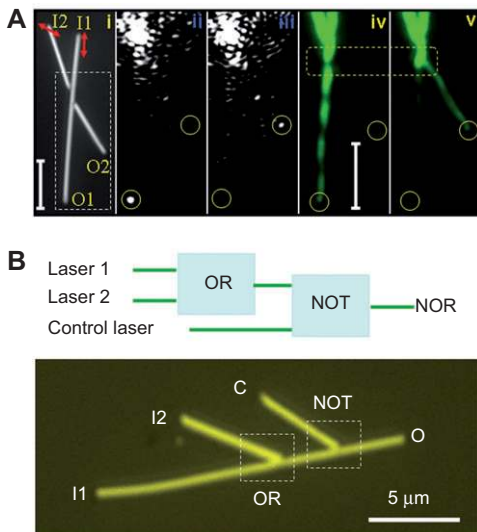 A
I2 I1 i ii iii iv v
O2
O1
B
Laser 1
OR
Laser 2
NOT
NOR
Control laser
C
NOT
I2
O
I1
OR
5 μm